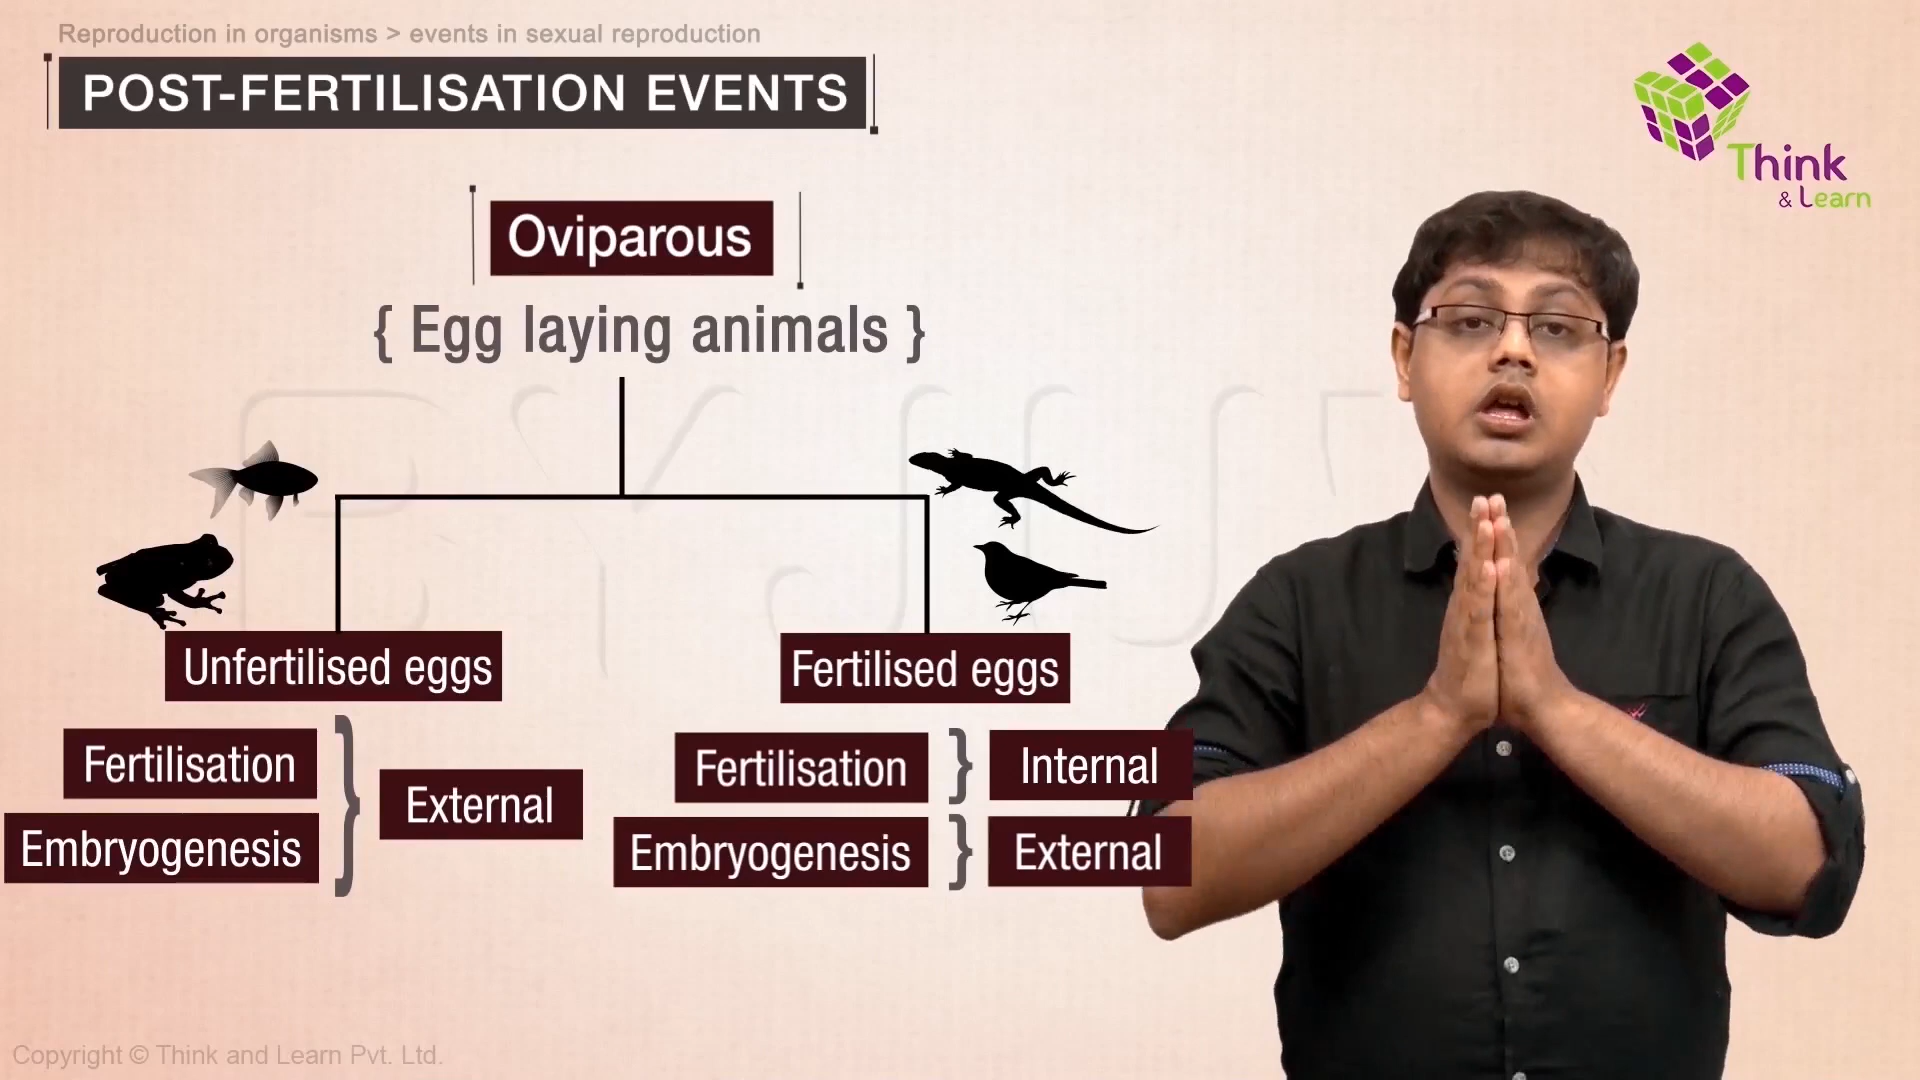 Reproduction in organisms > events in sexual reproduction
POST-FERTILISATION EVENTS
Think
& Learn
Oviparous
{ Egg laying animals }
BYJU'
Unfertilised eggs
Fertilisation
Embryogenesis
External
Fertilised eggs
Fertilisation } Internal
Embryogenesis } External
Copyright © Think and Learn Pvt. Ltd.